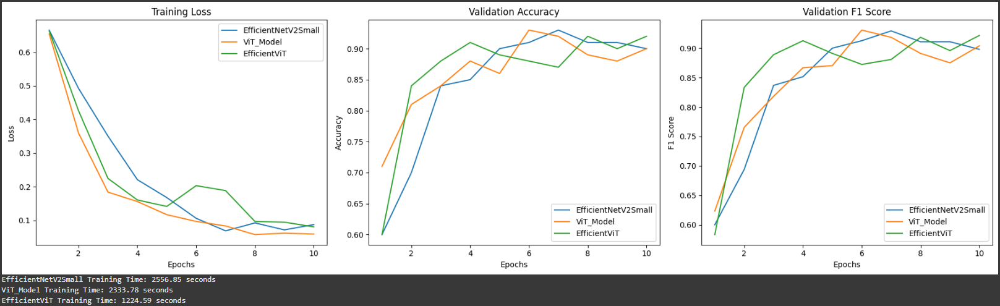 Training Loss
EfficientNetV2Small
ViT_Model
EfficientViT
0.6
0.5
0.4
0.3
0.2
0.1
Loss
2 4 6 8 10
Epochs
Validation Accuracy
0.90
0.85
0.80
0.75
0.70
0.65
0.60
Accuracy
EfficientNetV2Small
ViT_Model
EfficientViT
2 4 6 8 10
Epochs
Validation F1 Score
0.90
0.85
0.80
0.75
0.70
0.65
0.60
F1 Score
EfficientNetV2Small
ViT_Model
EfficientViT
2 4 6 8 10
Epochs
EfficientNetV2Small Training Time: 2556.85 seconds
ViT_Model Training Time: 2333.78 seconds
EfficientViT Training Time: 1224.59 seconds